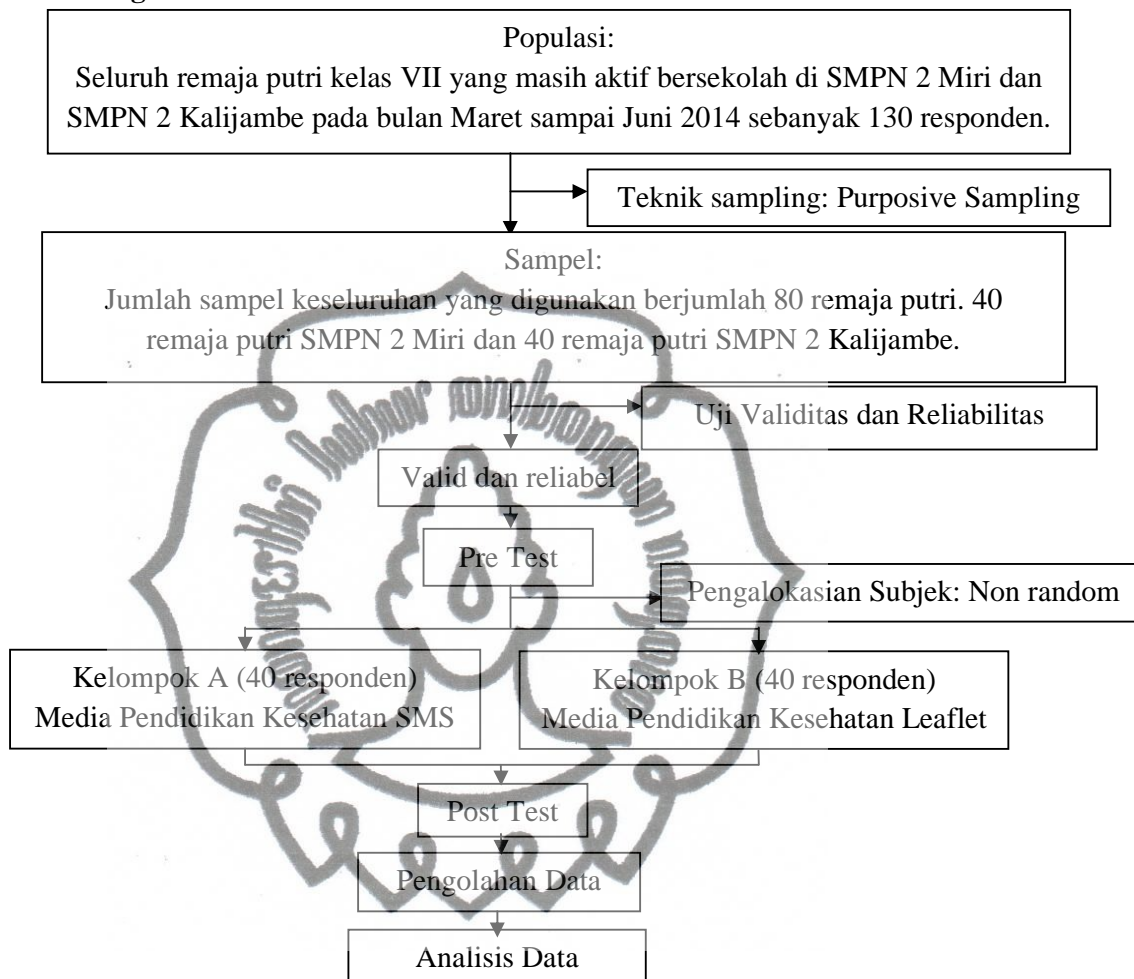 Populasi:
Seluruh remaja putri kelas VII yang masih aktif bersekolah di SMPN 2 Miri dan
SMPN 2 Kalijambe pada bulan Maret sampai Juni 2014 sebanyak 130 responden.
Teknik sampling: Purposive Sampling
Sampel:
Jumlah sampel keseluruhan yang digunakan berjumlah 80 remaja putri. 40
remaja putri SMPN 2 Miri dan 40 remaja putri SMPN 2 Kalijambe.
Uji Validitas dan Reliabilitas
Valid dan reliabel
Pre Test
Pengalokasian Subjek: Non random
Kelompok A (40 responden)
Media Pendidikan Kesehatan SMS
Kelompok B (40 responden)
Media Pendidikan Kesehatan Leaflet
Post Test
Pengolahan Data
Analisis Data